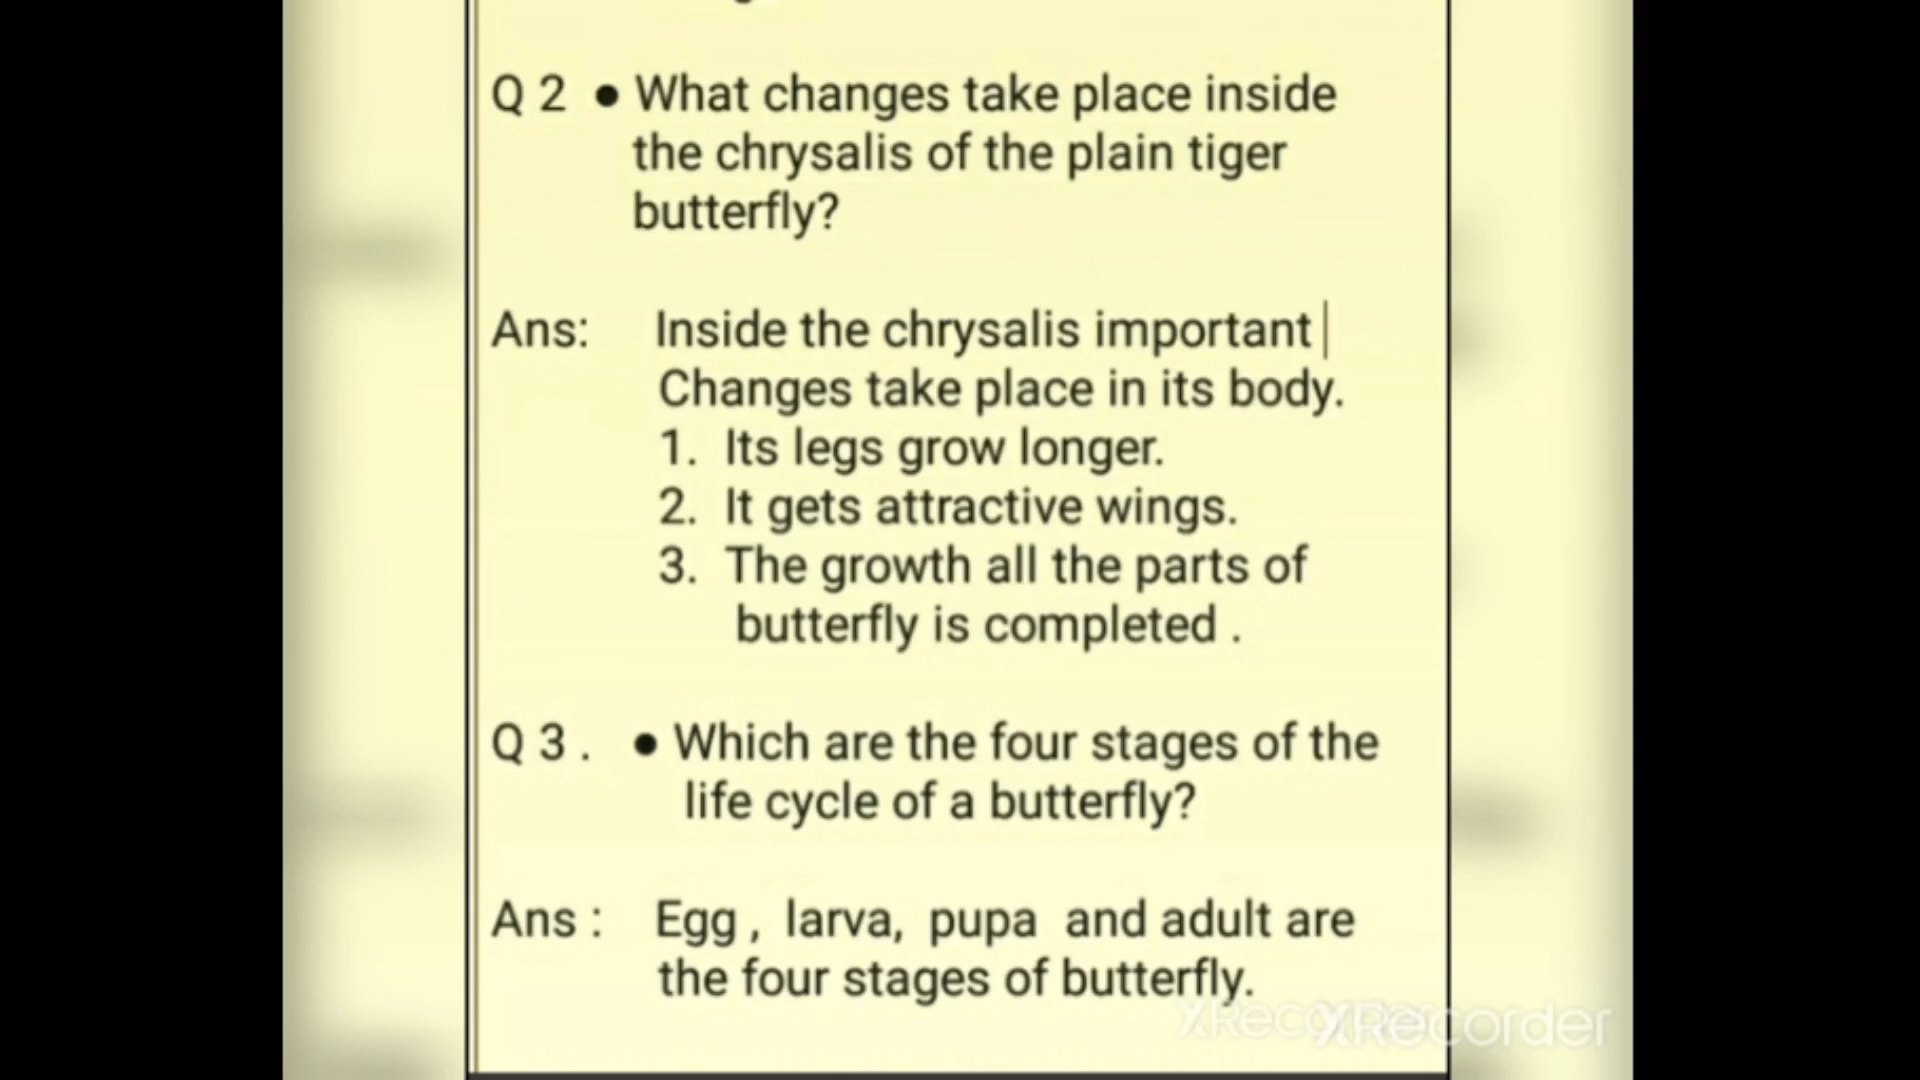 Q 2 ● What changes take place inside
the chrysalis of the plain tiger
butterfly?
Ans: Inside the chrysalis important
Changes take place in its body.
1. Its legs grow longer.
2. It gets attractive wings.
3. The growth all the parts of
butterfly is completed .
Q 3 . ● Which are the four stages of the
life cycle of a butterfly?
Ans : Egg , larva, pupa and adult are
the four stages of butterfly.
XRecorder
XRecorder